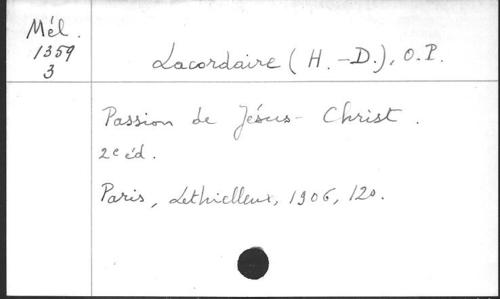 Mél.
1359
3
Lacordaire (H.-D.), O.P.
Passion de Jésus-Christ.
2e éd.
Paris, Lethielleux, 1906, 12o.